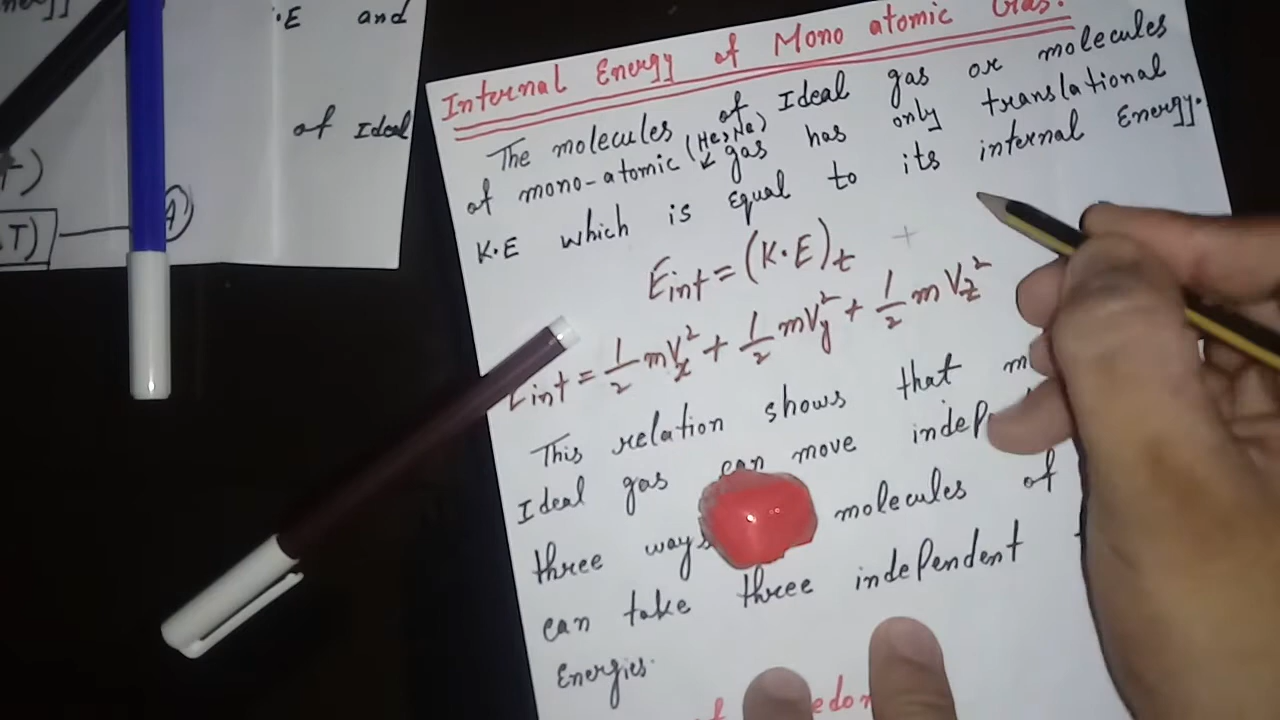 .E and
of Ideal
T)
A
Internal Energy of Mono atomic Gas.
The molecules of Ideal gas or molecules
of mono-atomic (He, Ne) gas has only translational
K.E which is equal to its internal Energy.
Eint = (K.E)t
Eint = 1/2 mVx² + 1/2 mVy² + 1/2 mVz²
This relation shows that m
Ideal gas can move indep
three ways molecules of
can take three independent
Energies.